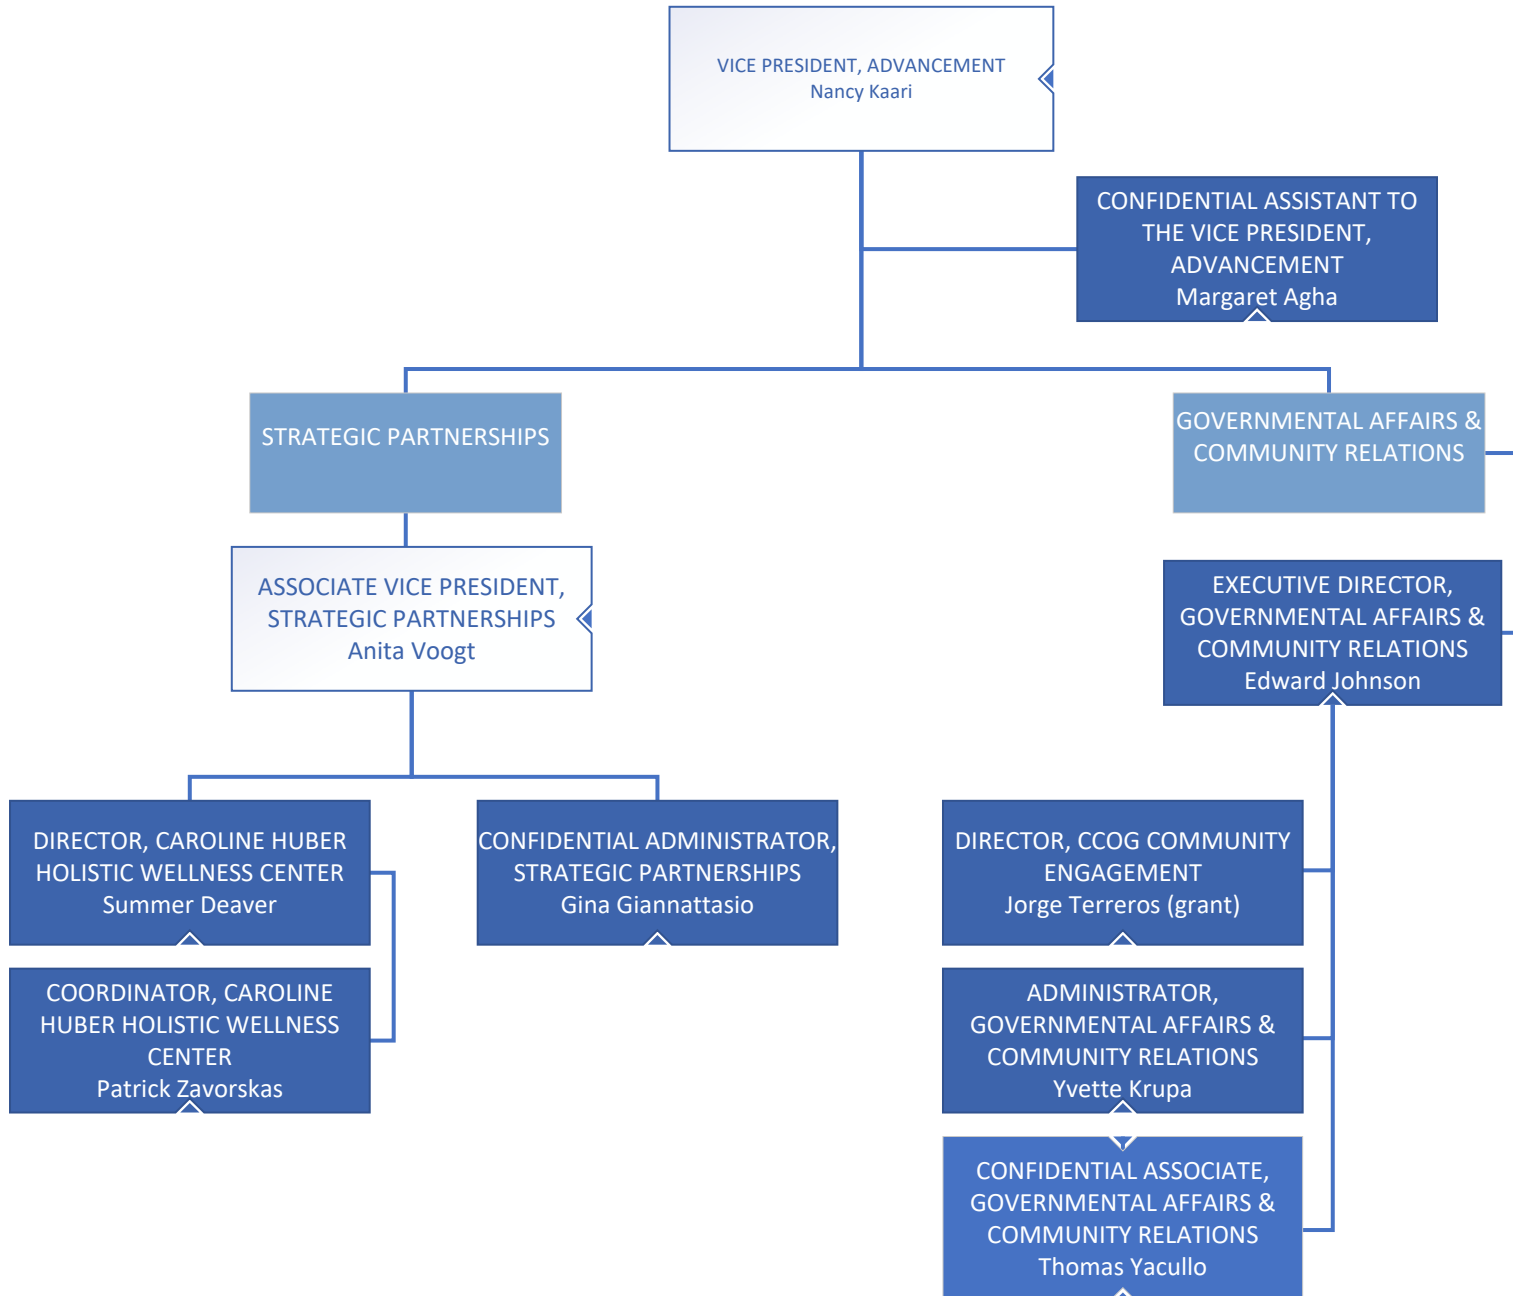 VICE PRESIDENT, ADVANCEMENT
Nancy Kaari
CONFIDENTIAL ASSISTANT TO
THE VICE PRESIDENT,
ADVANCEMENT
Margaret Agha
STRATEGIC PARTNERSHIPS
GOVERNMENTAL AFFAIRS &
COMMUNITY RELATIONS
ASSOCIATE VICE PRESIDENT,
STRATEGIC PARTNERSHIPS
Anita Voogt
EXECUTIVE DIRECTOR,
GOVERNMENTAL AFFAIRS &
COMMUNITY RELATIONS
Edward Johnson
DIRECTOR, CAROLINE HUBER
HOLISTIC WELLNESS CENTER
Summer Deaver
CONFIDENTIAL ADMINISTRATOR,
STRATEGIC PARTNERSHIPS
Gina Giannattasio
DIRECTOR, CCOG COMMUNITY
ENGAGEMENT
Jorge Terreros (grant)
COORDINATOR, CAROLINE
HUBER HOLISTIC WELLNESS
CENTER
Patrick Zavorskas
ADMINISTRATOR,
GOVERNMENTAL AFFAIRS &
COMMUNITY RELATIONS
Yvette Krupa
CONFIDENTIAL ASSOCIATE,
GOVERNMENTAL AFFAIRS &
COMMUNITY RELATIONS
Thomas Yacullo